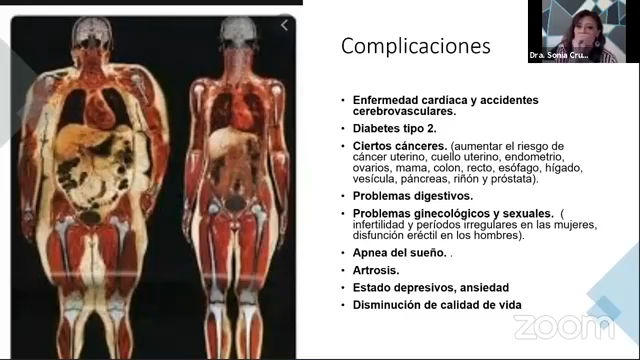 Complicaciones
Dra. Sonia Cru...
• Enfermedad cardíaca y accidentes
cerebrovasculares.
• Diabetes tipo 2.
• Ciertos cánceres. (aumentar el riesgo de
cáncer uterino, cuello uterino, endometrio,
ovarios, mama, colon, recto, esófago, hígado,
vesícula, páncreas, riñón y próstata).
• Problemas digestivos.
• Problemas ginecológicos y sexuales. (
infertilidad y períodos irregulares en las mujeres,
disfunción eréctil en los hombres).
• Apnea del sueño. .
• Artrosis.
• Estado depresivos, ansiedad
• Disminución de calidad de vida
zoom